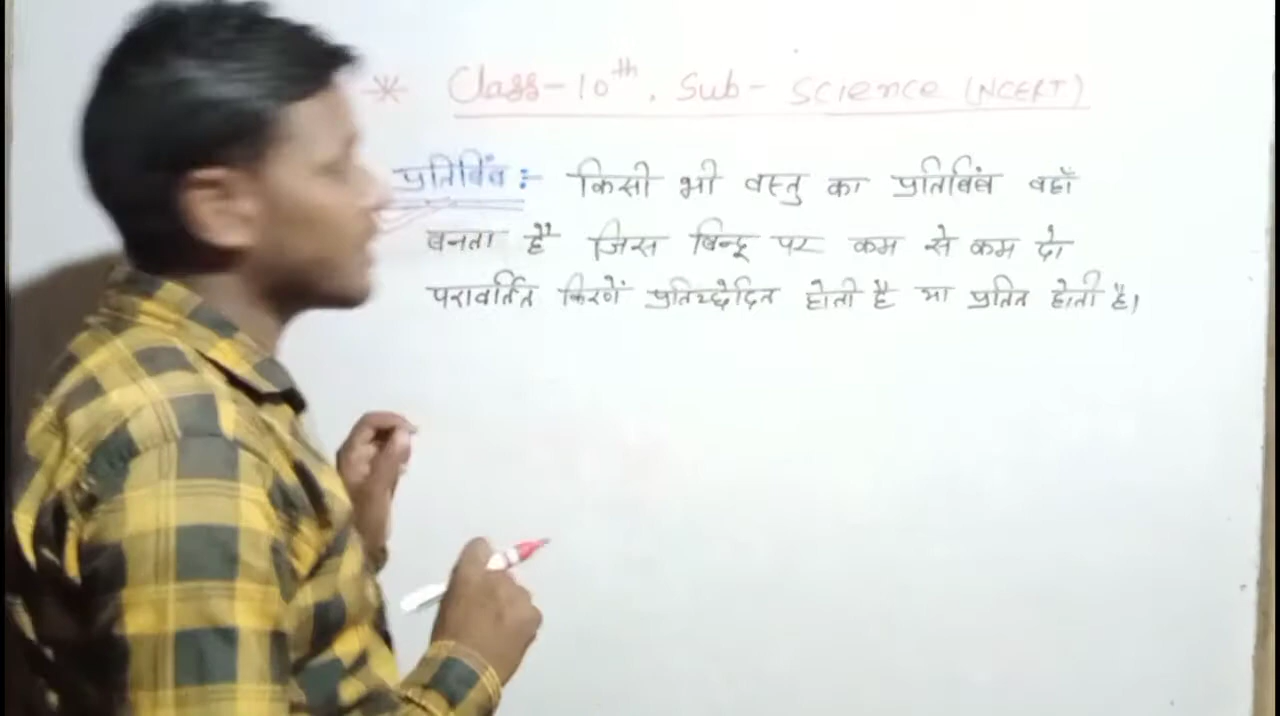 * Class-10th. Sub- Science (NCERT)
प्रतिबिंब :- किसी भी वस्तु का प्रतिबिंब वहाँ
बनता है जिस बिन्दू पर कम से कम दो
परावर्तित किरणें प्रतिच्छेदित होती है या प्रतित होती है।